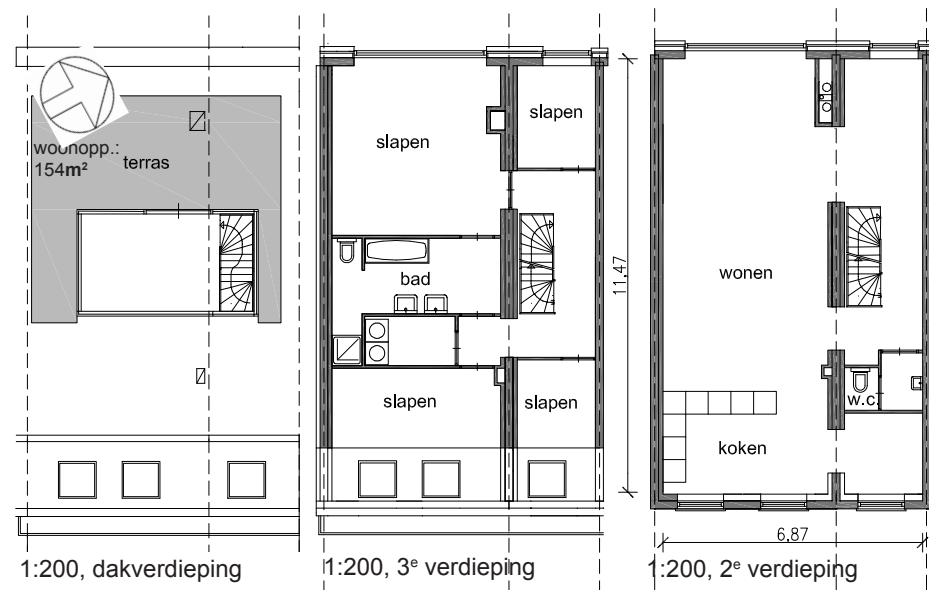 woonopp.:
154m²
terras
1:200, dakverdieping
slapen
slapen
bad
slapen
slapen
1:200, 3e verdieping
11.47
wonen
w.c.
koken
6.87
1:200, 2e verdieping